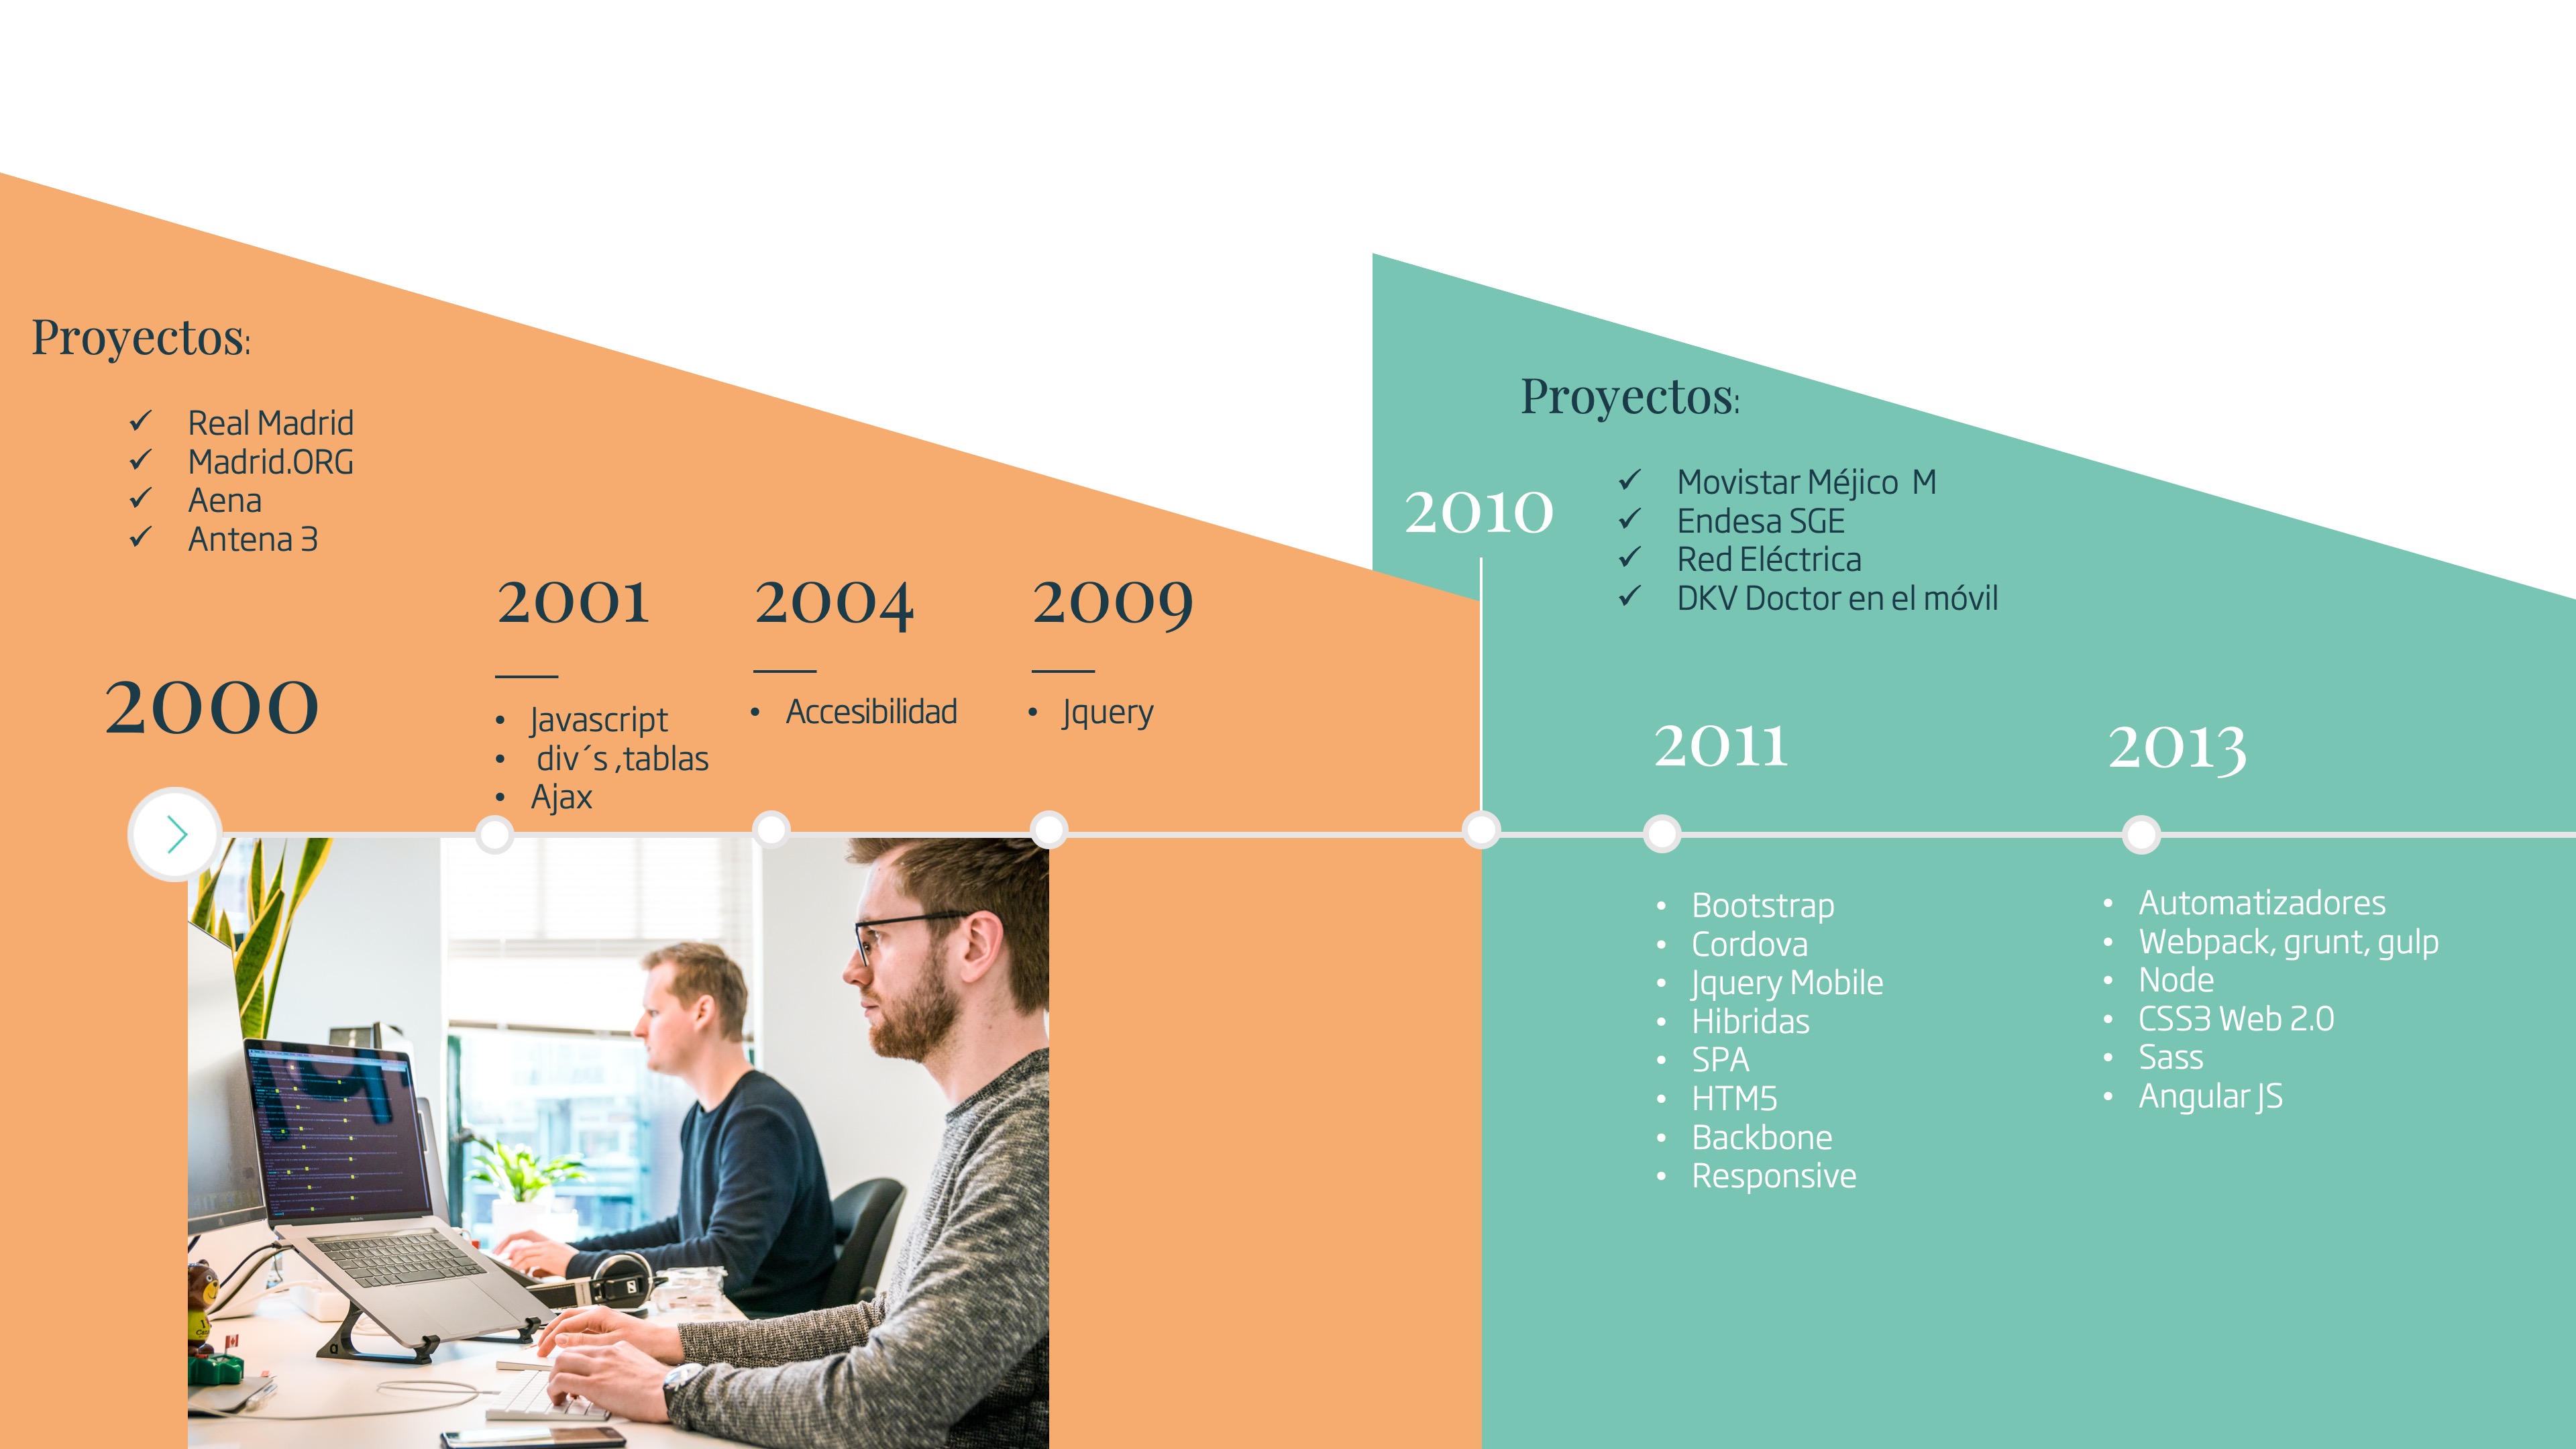 Proyectos:
Real Madrid
Madrid.ORG
Aena
Antena 3
2000
2001
Javascript
div´s ,tablas
Ajax
2004
Accesibilidad
2009
Jquery
2010
Proyectos:
Movistar Méjico M
Endesa SGE
Red Eléctrica
DKV Doctor en el móvil
2011
Bootstrap
Cordova
Jquery Mobile
Hibridas
SPA
HTM5
Backbone
Responsive
2013
Automatizadores
Webpack, grunt, gulp
Node
CSS3 Web 2.0
Sass
Angular JS